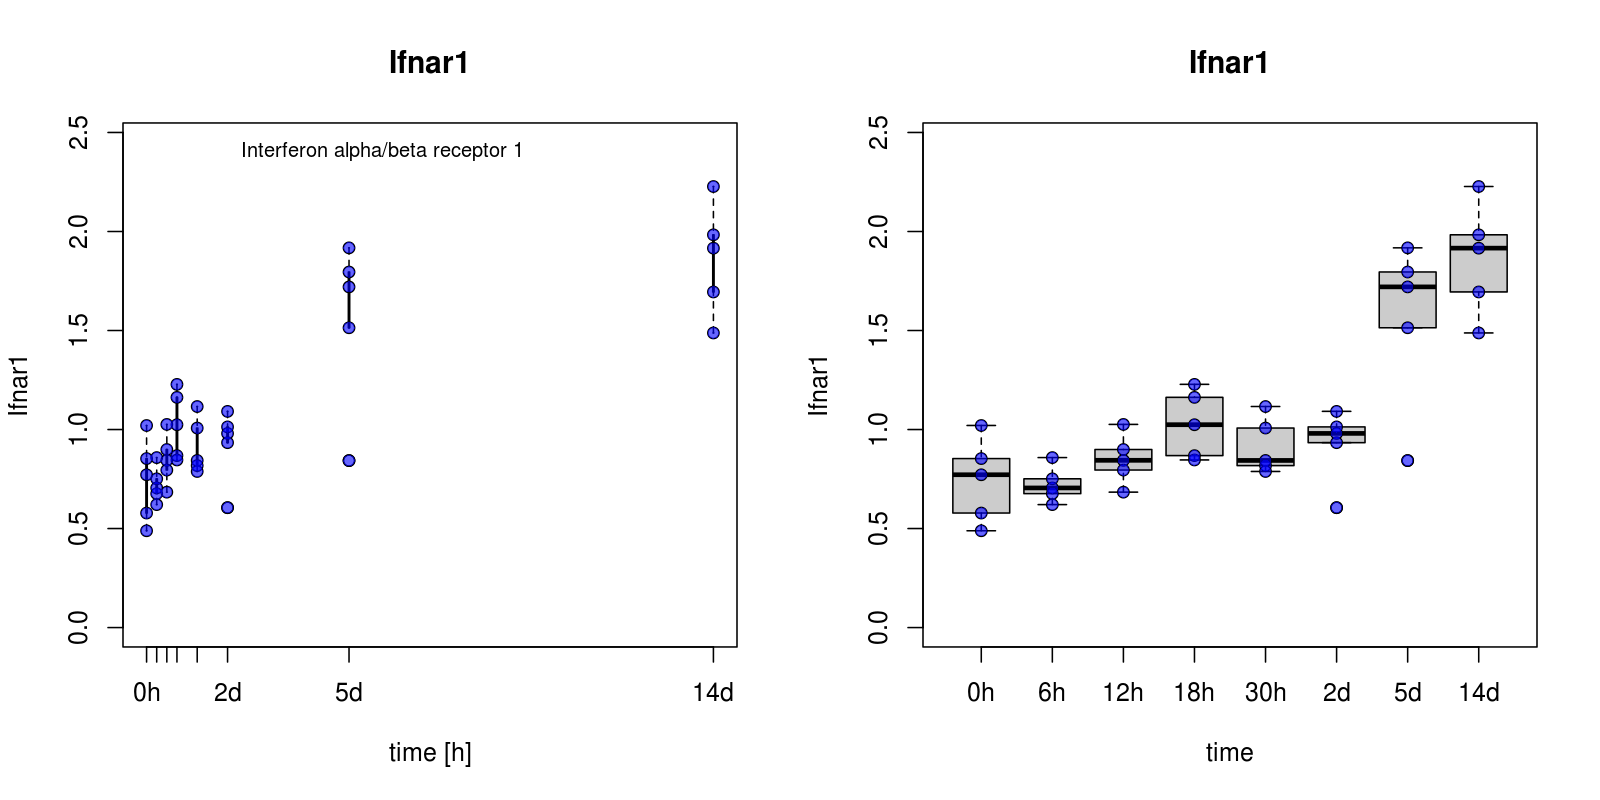 Ifnar1
Interferon alpha/beta receptor 1
Ifnar1
2.5
2.0
1.5
1.0
0.5
0.0
0h
2d
5d
14d
time [h]
Ifnar1
Ifnar1
2.5
2.0
1.5
1.0
0.5
0.0
0h
6h
12h
18h
30h
2d
5d
14d
time